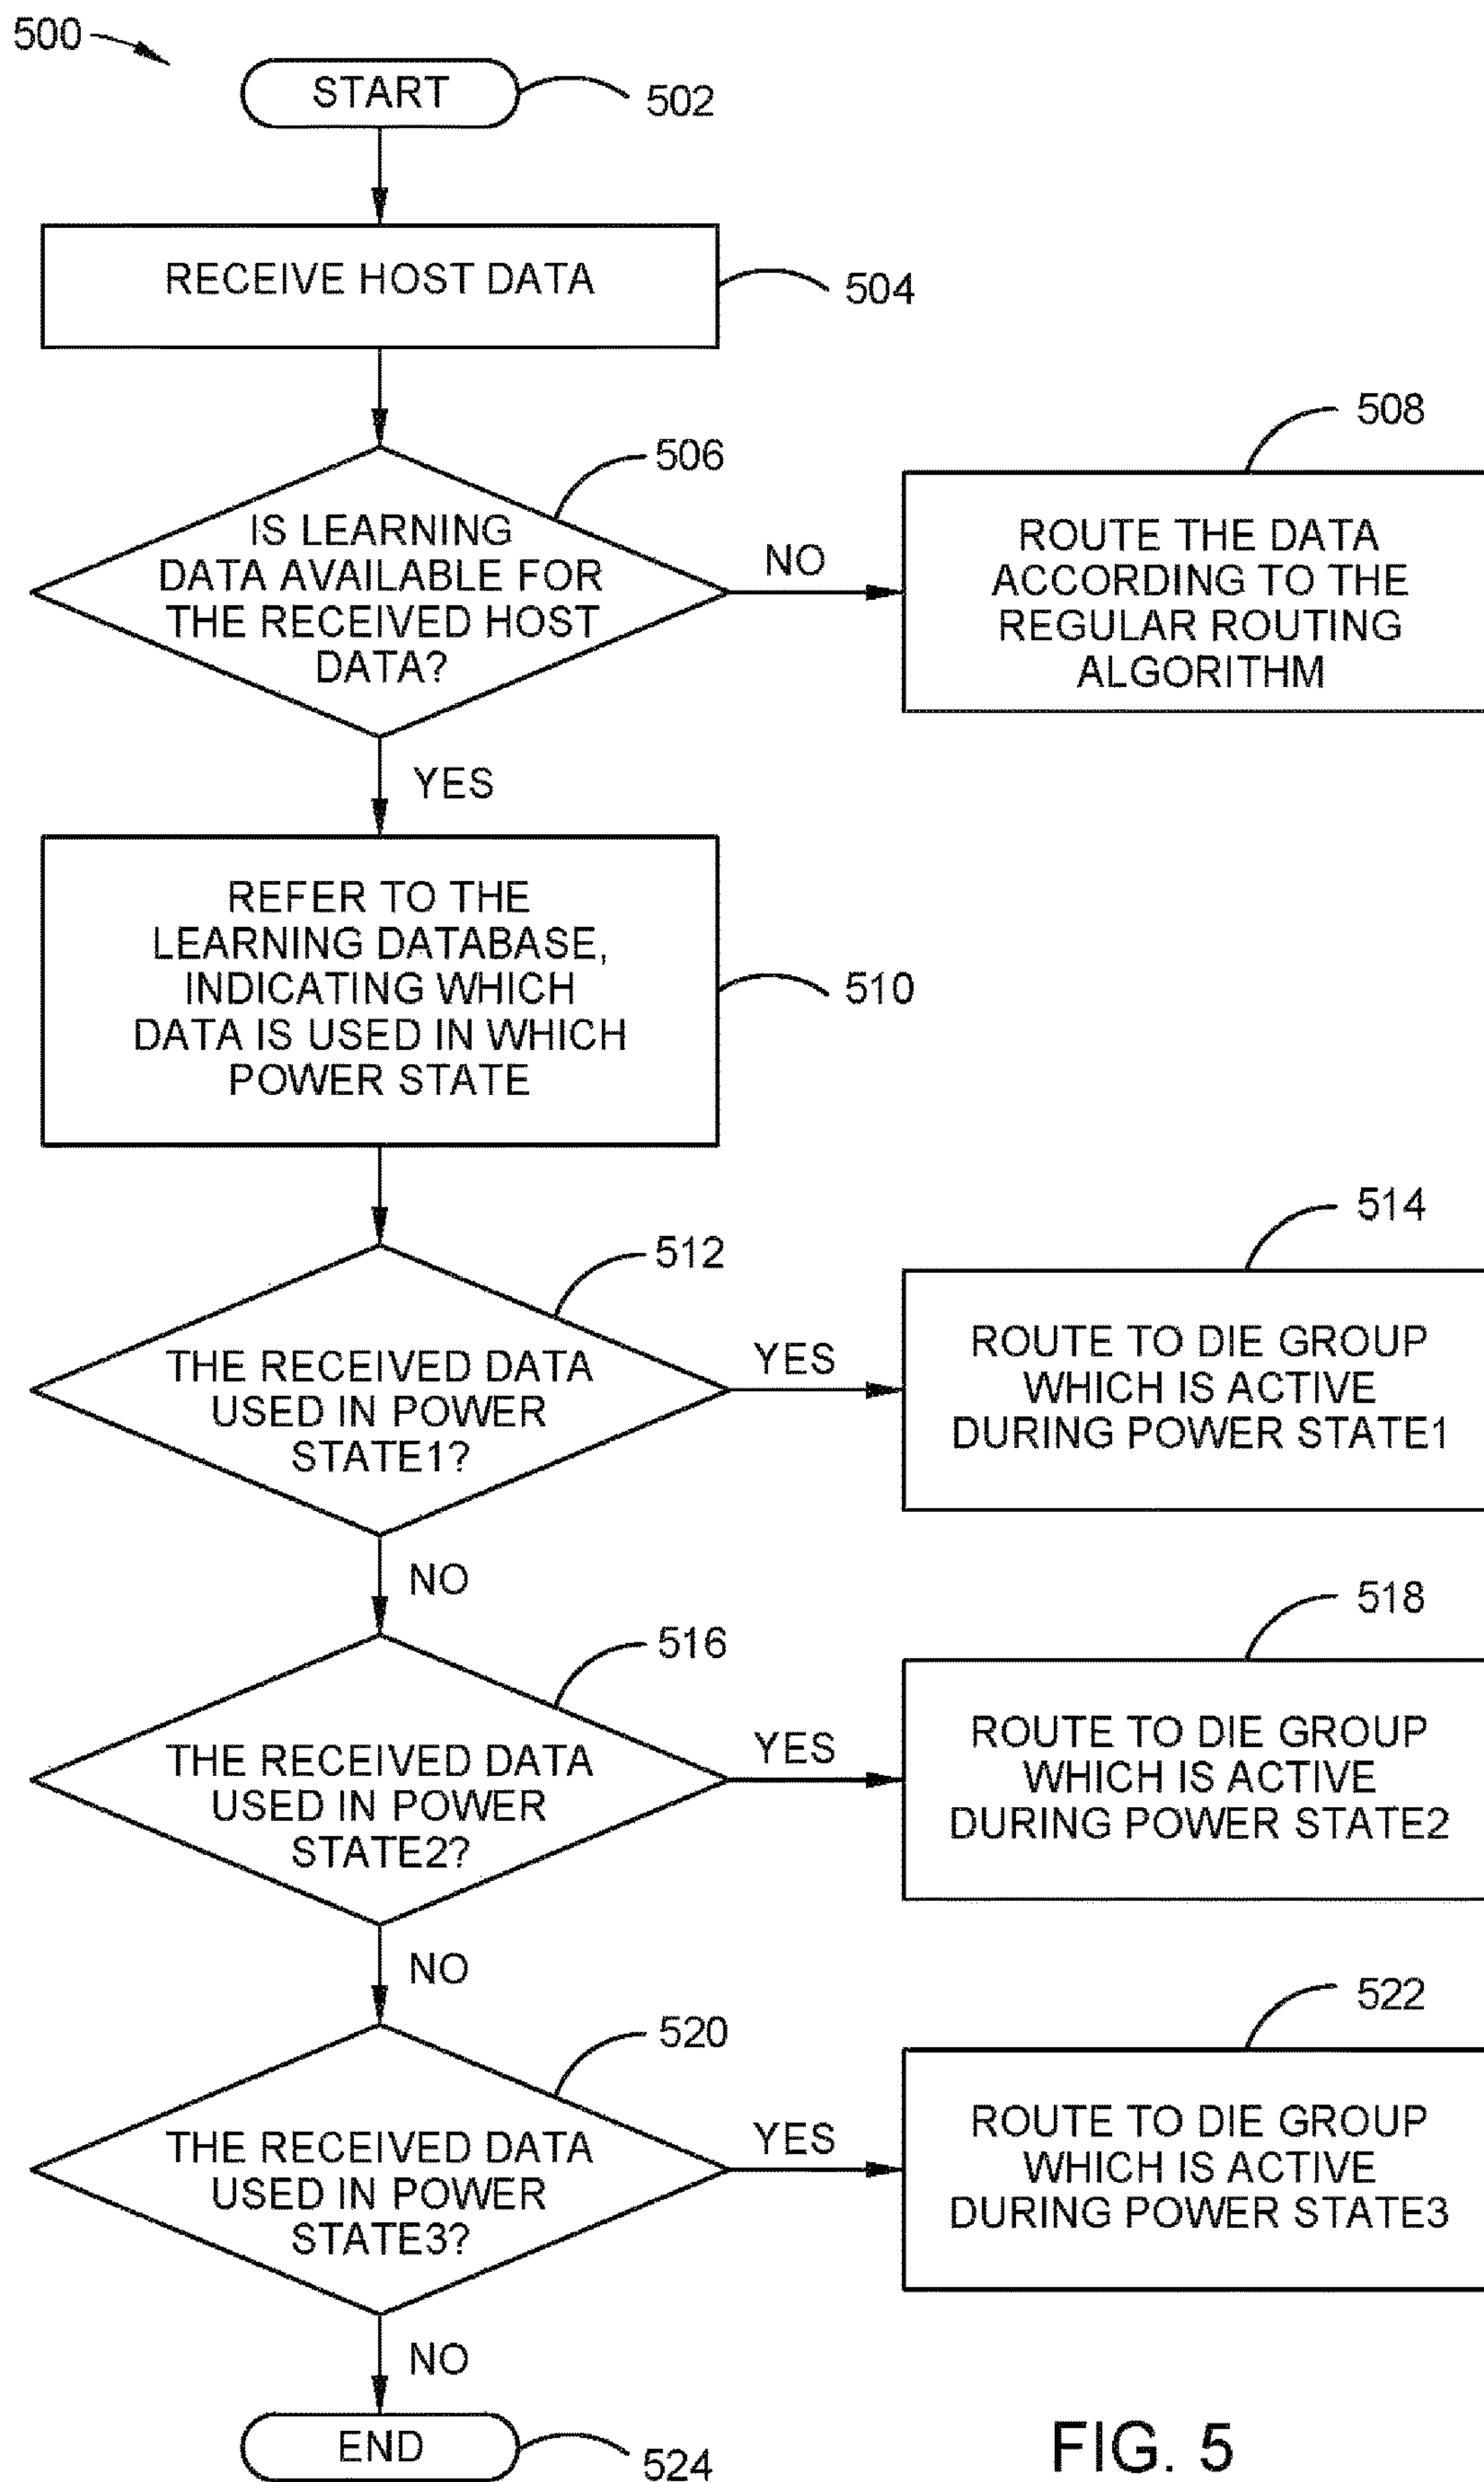 500
START
502
RECEIVE HOST DATA
504
508
506
IS LEARNING
DATA AVAILABLE FOR
THE RECEIVED HOST
DATA?
NO
ROUTE THE DATA
ACCORDING TO THE
REGULAR ROUTING
ALGORITHM
YES
REFER TO THE
LEARNING DATABASE,
INDICATING WHICH
DATA IS USED IN WHICH
POWER STATE
510
514
512
THE RECEIVED DATA
USED IN POWER
STATE1?
YES
ROUTE TO DIE GROUP
WHICH IS ACTIVE
DURING POWER STATE1
NO
518
516
THE RECEIVED DATA
USED IN POWER
STATE2?
YES
ROUTE TO DIE GROUP
WHICH IS ACTIVE
DURING POWER STATE2
NO
522
520
THE RECEIVED DATA
USED IN POWER
STATE3?
YES
ROUTE TO DIE GROUP
WHICH IS ACTIVE
DURING POWER STATE3
NO
END
524
FIG. 5